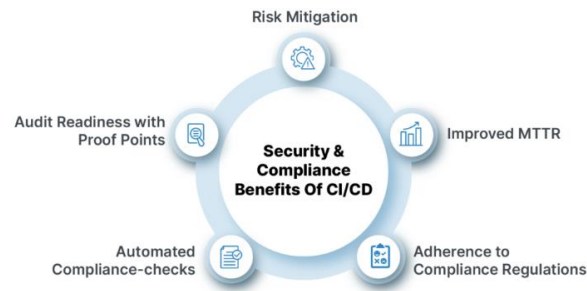 Risk Mitigation
Audit Readiness with
Proof Points
Improved MTTR
Security &
Compliance
Benefits Of CI/CD
Automated
Compliance-checks
Adherence to
Compliance Regulations